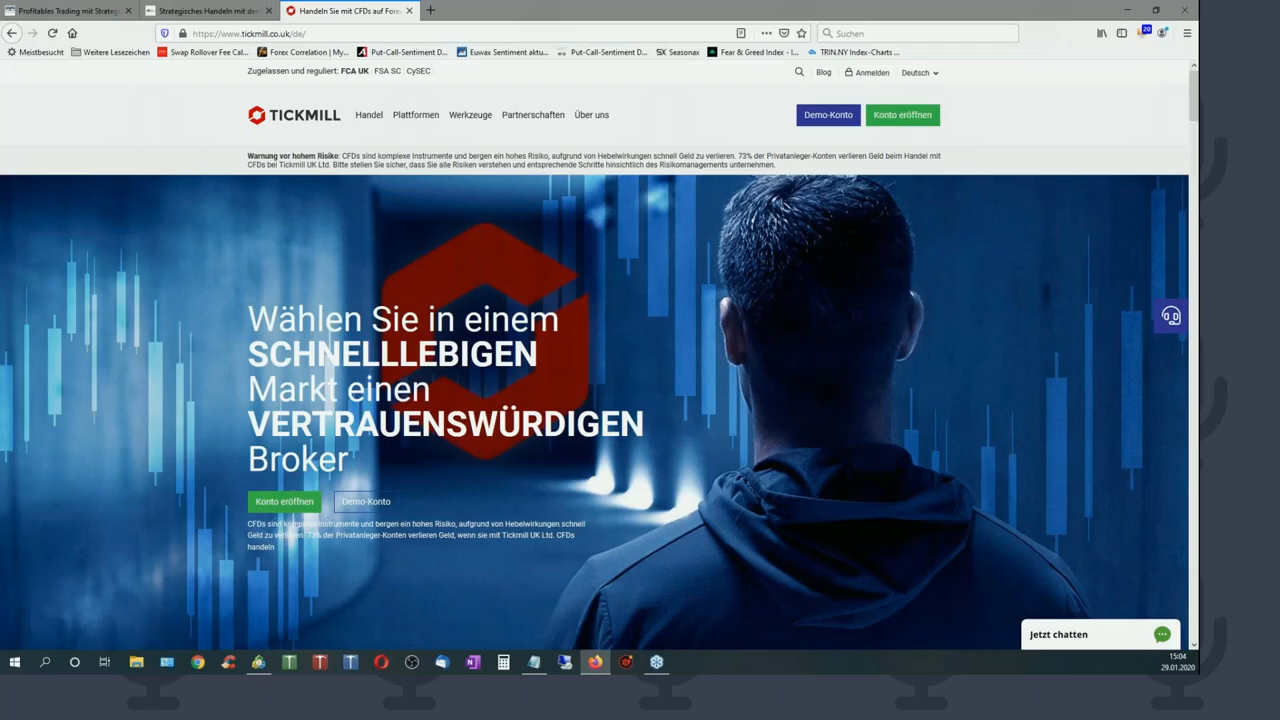 Profitables Trading mit Strateg
Strategisches Handeln mit der
Handeln Sie mit CFDs auf Fore
https://www.tickmill.co.uk/de/
Suchen
20
Meistbesucht
Weitere Lesezeichen
Swap Rollover Fee Cal...
Forex Correlation | My...
Put-Call-Sentiment D...
Euwax Sentiment aktu...
Put-Call-Sentiment D...
Seasonax
Fear & Greed Index - I...
TRIN.NY Index-Charts ...
Zugelassen und reguliert: FCA UK FSA SC CySEC
Blog
Anmelden
Deutsch
TICKMILL
Handel
Plattformen
Werkzeuge
Partnerschaften
Über uns
Demo-Konto
Konto eröffnen
Warnung vor hohem Risiko: CFDs sind komplexe Instrumente und bergen ein hohes Risiko, aufgrund von Hebelwirkungen schnell Geld zu verlieren. 73% der Privatanleger-Konten verlieren Geld beim Handel mit
CFDs bei Tickmill UK Ltd. Bitte stellen Sie sicher, dass Sie alle Risiken verstehen und entsprechende Schritte hinsichtlich des Risikomanagements unternehmen.
Wählen Sie in einem
SCHNELLLEBIGEN
Markt einen
VERTRAUENSWÜRDIGEN
Broker
Konto eröffnen
Demo-Konto
CFDs sind komplexe Instrumente und bergen ein hohes Risiko, aufgrund von Hebelwirkungen schnell
Geld zu verlieren. 73% der Privatanleger-Konten verlieren Geld, wenn sie mit Tickmill UK Ltd. CFDs
handeln
Jetzt chatten
15:04
29.01.2020